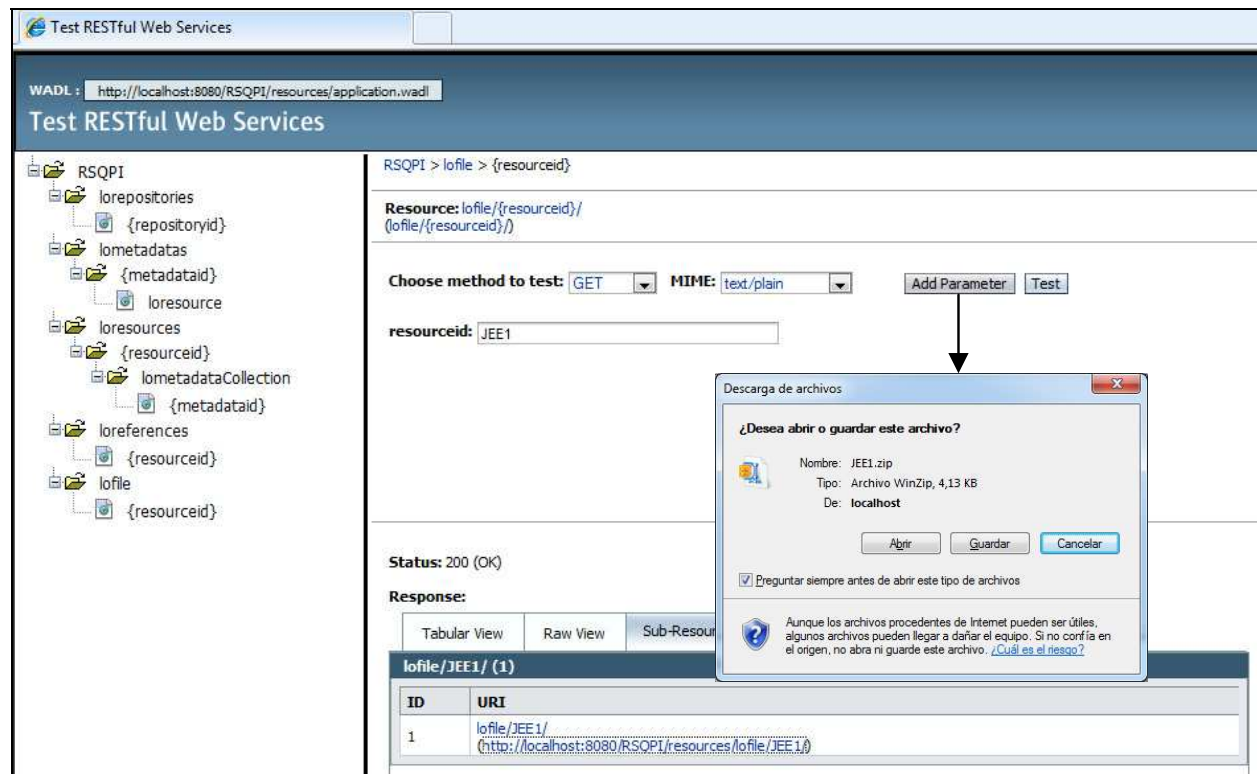 Test RESTful Web Services
WADL : http://localhost:8080/RSQPI/resources/application.wadl
Test RESTful Web Services
RSQPI
lorepositories
{repositoryid}
lometadatas
{metadataid}
loresource
loresources
{resourceid}
lometadataCollection
{metadataid}
loreferences
{resourceid}
lofile
{resourceid}
RSQPI > lofile > {resourceid}
Resource: lofile/{resourceid}/
(lofile/{resourceid}/)
Choose method to test: GET MIME: text/plain Add Parameter Test
resourceid: JEE1
Descarga de archivos
¿Desea abrir o guardar este archivo?
Nombre: JEE1.zip
Tipo: Archivo WinZip, 4,13 KB
De: localhost
Abrir Guardar Cancelar
Preguntar siempre antes de abrir este tipo de archivos
Aunque los archivos procedentes de Internet pueden ser útiles,
algunos archivos pueden llegar a dañar el equipo. Si no confía en
el origen, no abra ni guarde este archivo. ¿Cuál es el riesgo?
Status: 200 (OK)
Response:
Tabular View Raw View Sub-Resour
lofile/JEE1/ (1)
ID URI
1 lofile/JEE1/
(http://localhost:8080/RSQPI/resources/lofile/JEE1/)